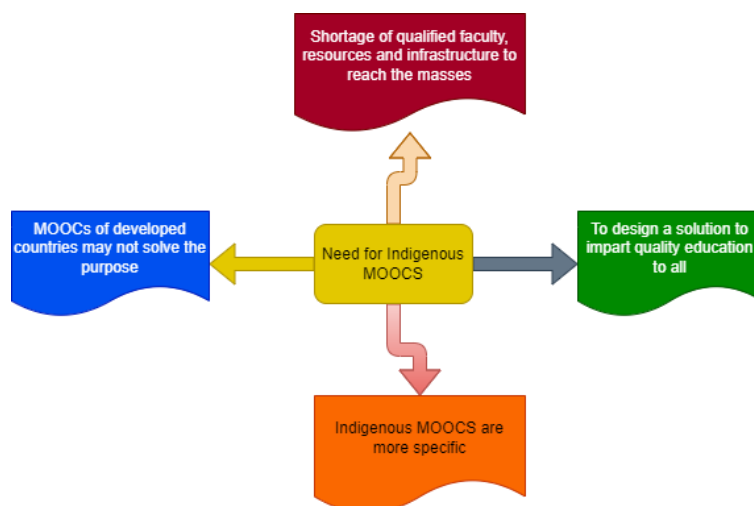 Shortage of qualified faculty,
resources and infrastructure to
reach the masses
MOOCs of developed
countries may not solve the
purpose
Need for Indigenous
MOOCS
To design a solution to
impart quality education
to all
Indigenous MOOCS are
more specific